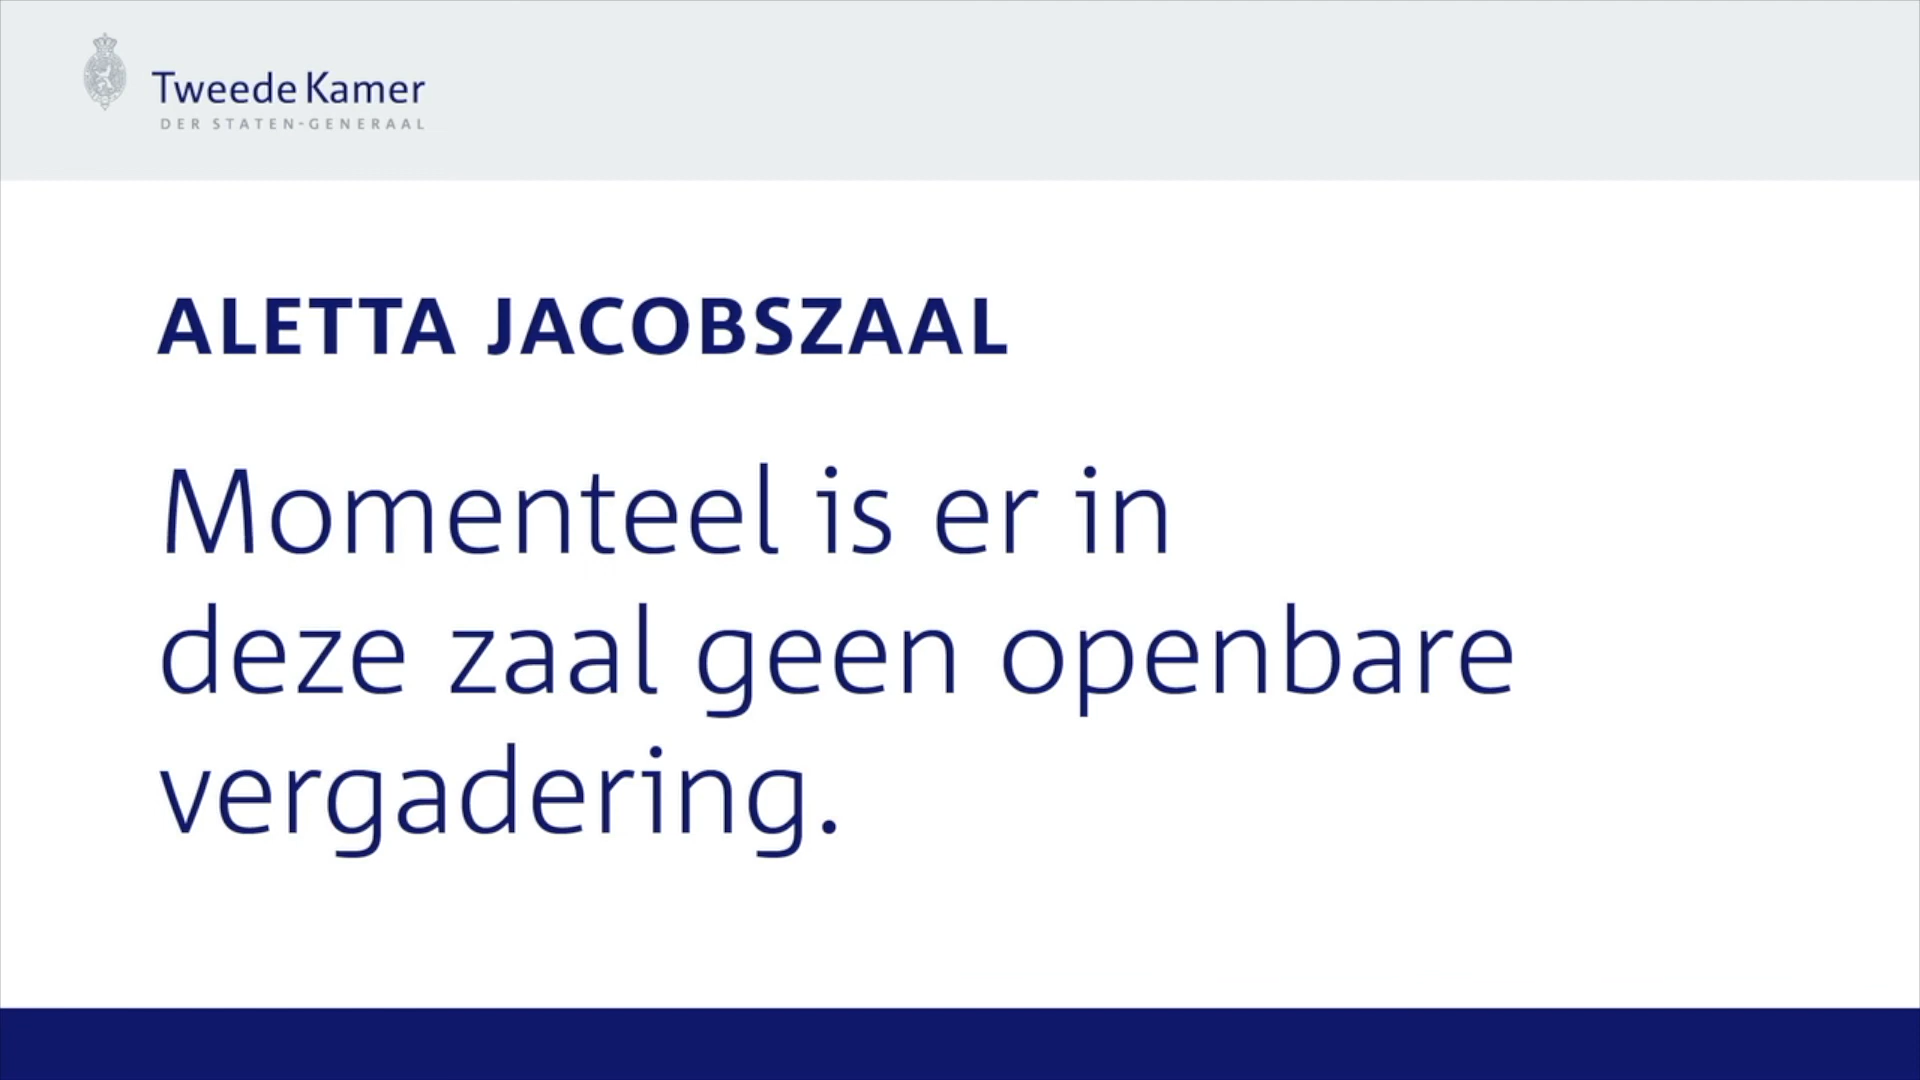 Tweede Kamer
DER STATEN-GENERAAL
ALETTA JACOBSZAAL
Momenteel is er in
deze zaal geen openbare
vergadering.